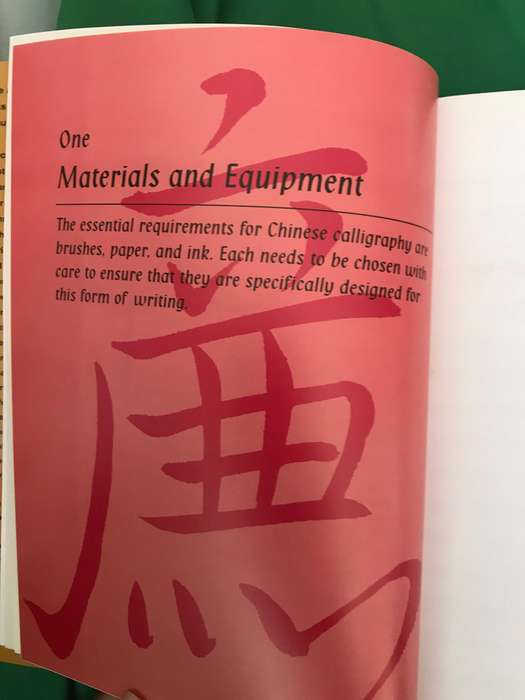 One
Materials and Equipment
The essential requirements for Chinese calligraphy are
brushes, paper, and ink. Each needs to be chosen with
care to ensure that they are specifically designed for
this form of writing.